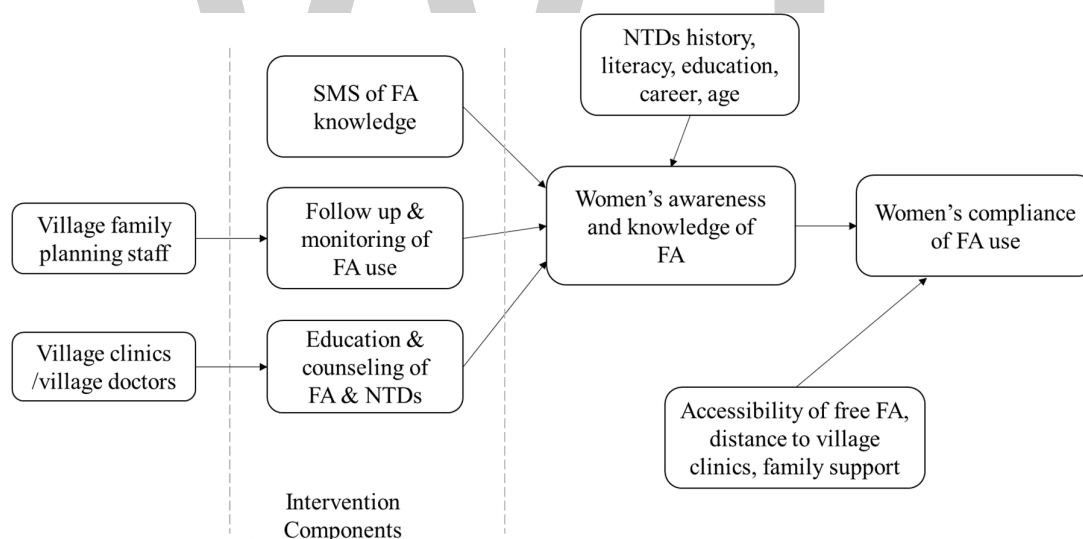 NTDs history,
literacy, education,
career, age
SMS of FA
knowledge
Village family
planning staff
Follow up &
monitoring of
FA use
Women's awareness
and knowledge of
FA
Women's compliance
of FA use
Village clinics
/village doctors
Education &
counseling of
FA & NTDs
Accessibility of free FA,
distance to village
clinics, family support
Intervention
Components